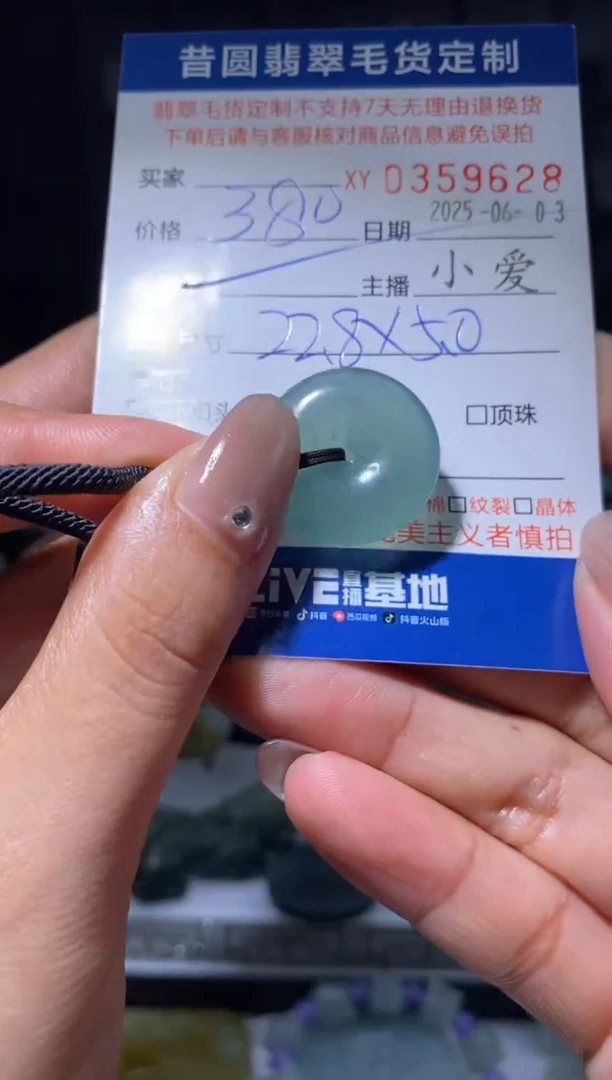 昔圆翡翠毛货定制
翡翠毛货定制不支持7天无理由退换货
下单后请与客服核对商品信息避免误拍
买家 XY 0359628
价格 380 日期 2025-06-03
主播 小爱
22.8X5.0
头 □顶珠
棉□纹裂□晶体
美主义者慎拍
LiVE直播基地
抖音 西瓜视频 抖音火山版